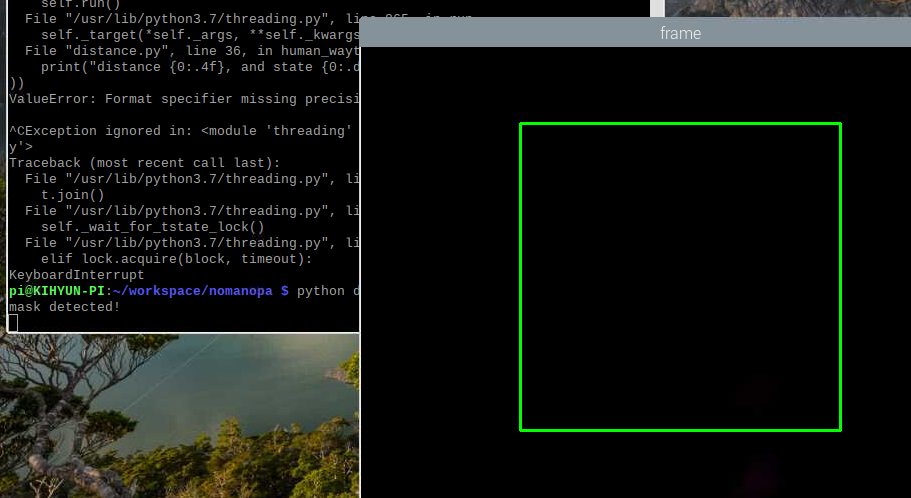 self.run()
File "/usr/lib/python3.7/threading.py", line 865, in run
self._target(*self._args, **self._kwargs
File "distance.py", line 36, in human_wayt
print("distance {0:.4f}, and state {0:.d
))
ValueError: Format specifier missing precisi
^CException ignored in: <module 'threading'
y'>
Traceback (most recent call last):
File "/usr/lib/python3.7/threading.py", li
t.join()
File "/usr/lib/python3.7/threading.py", li
self._wait_for_tstate_lock()
File "/usr/lib/python3.7/threading.py", li
elif lock.acquire(block, timeout):
KeyboardInterrupt
pi@KIHYUN-PI:~/workspace/nomanopa $ python d
mask detected!
frame